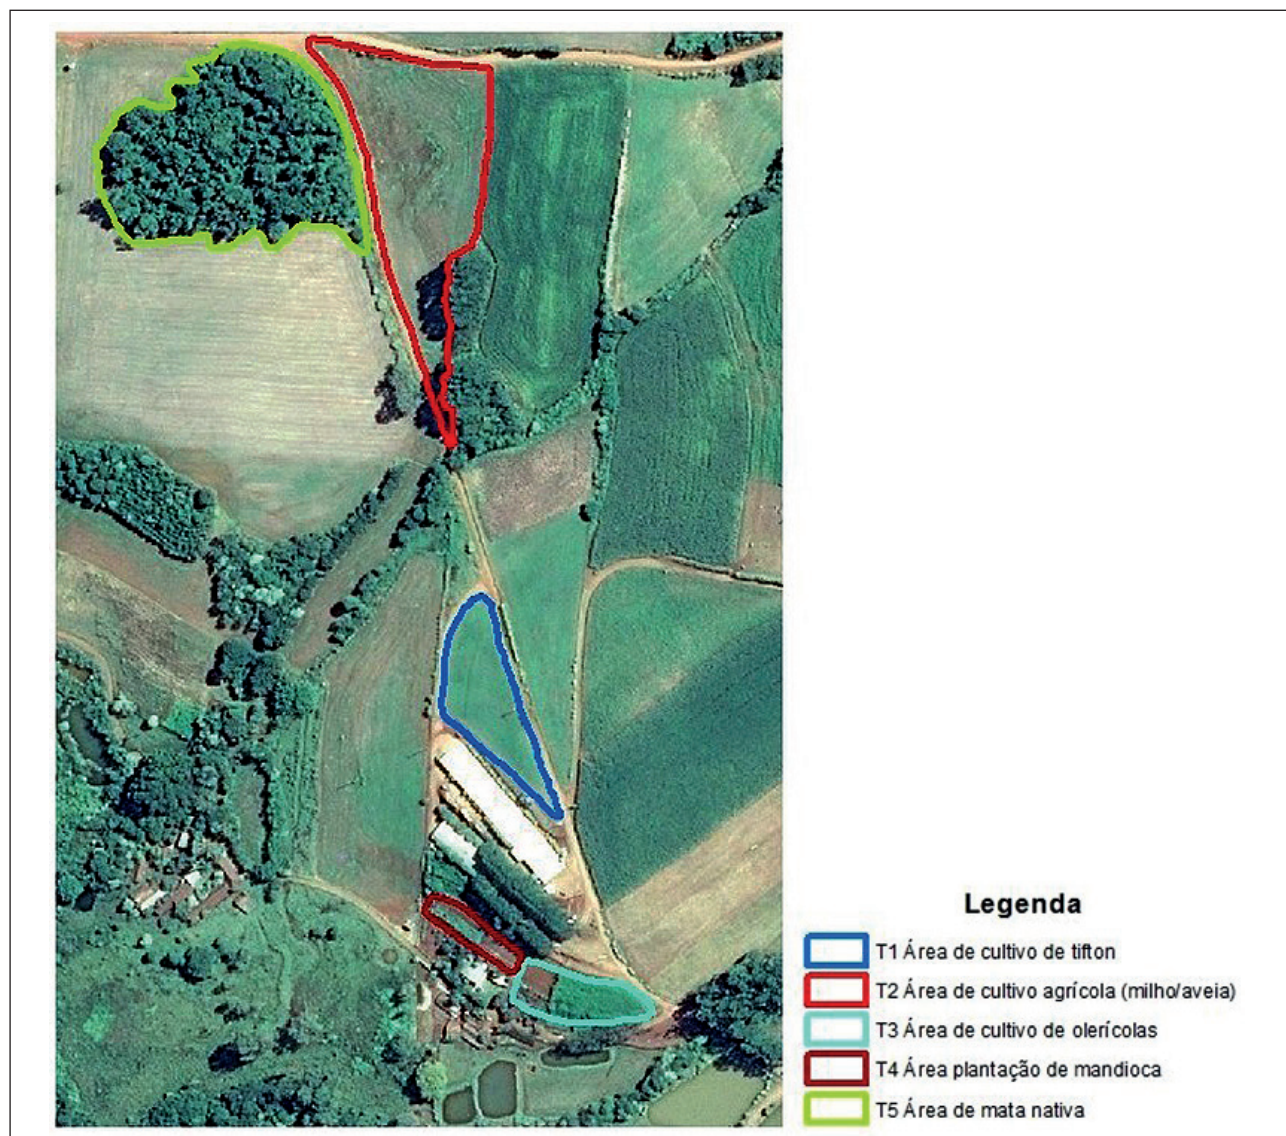 Legenda
T1 Área de cultivo de tifton
T2 Área de cultivo agrícola (milho/aveia)
T3 Área de cultivo de olerícolas
T4 Área plantação de mandioca
T5 Área de mata nativa